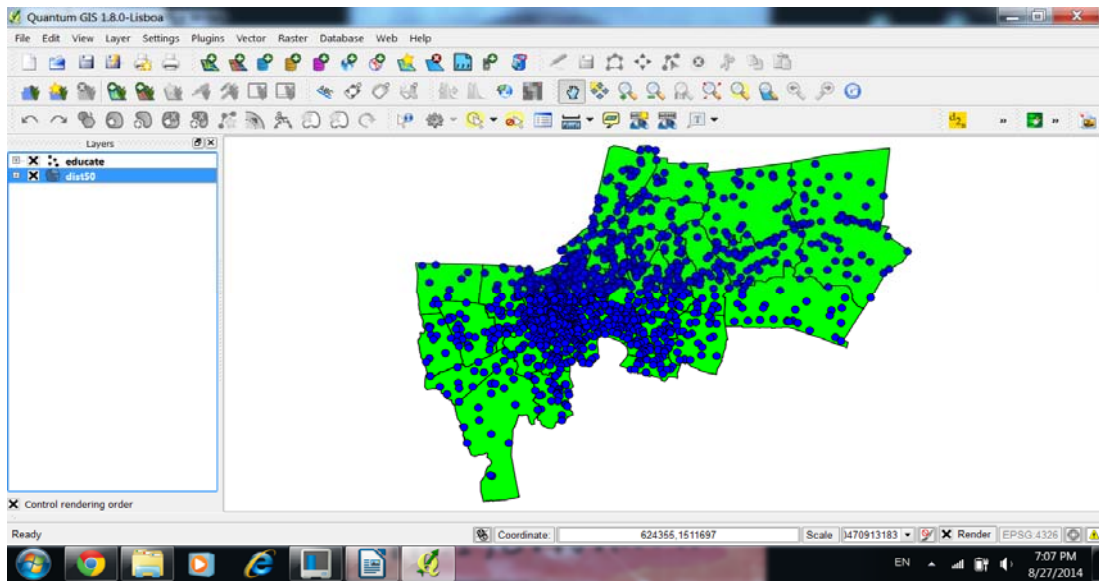 Quantum GIS 1.8.0-Lisboa
File Edit View Layer Settings Plugins Vector Raster Database Web Help
Layers
educate
dist50
Control rendering order
Ready
Coordinate: 624355,1511697 Scale 0470913183 Render EPSG:4326
EN 7:07 PM
8/27/2014